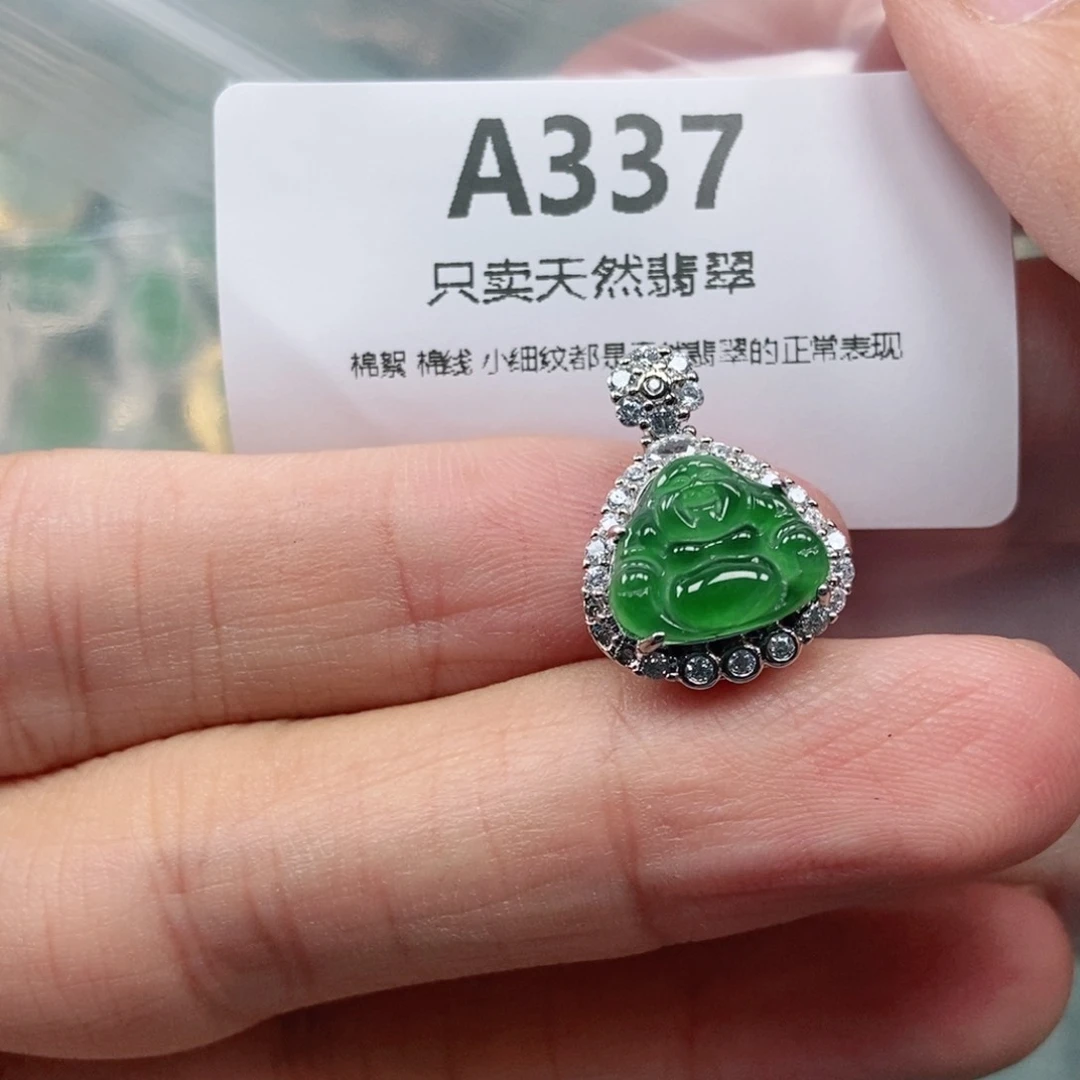 A337
只卖天然翡翠
棉絮 棉线 小细纹都是翡翠的正常表现